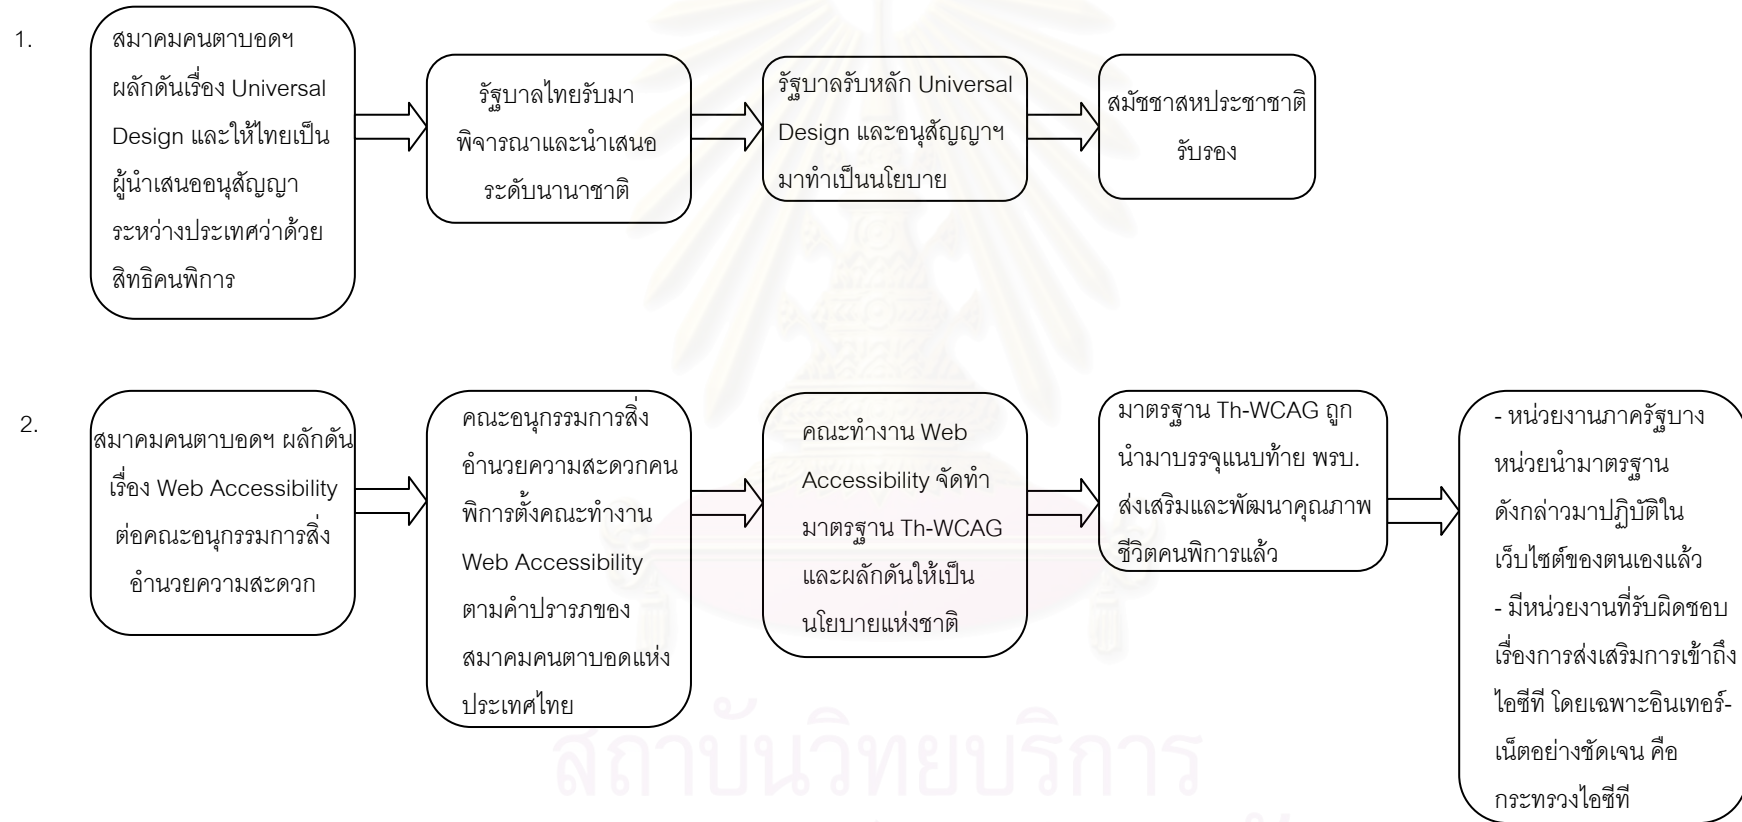 1.
สมาคมคนตาบอดฯ
ผลักดันเรื่อง Universal
Design และให้ไทยเป็น
ผู้นำเสนออนุสัญญา
ระหว่างประเทศว่าด้วย
สิทธิคนพิการ
รัฐบาลไทยรับมา
พิจารณาและนำเสนอ
ระดับนานาชาติ
รัฐบาลรับหลัก Universal
Design และอนุสัญญาฯ
มาทำเป็นนโยบาย
สมัชชาสหประชาชาติ
รับรอง
2.
สมาคมคนตาบอดฯ ผลักดัน
เรื่อง Web Accessibility
ต่อคณะอนุกรรมการสิ่ง
อำนวยความสะดวก
คณะอนุกรรมการสิ่ง
อำนวยความสะดวกคน
พิการตั้งคณะทำงาน
Web Accessibility
ตามคำปรารภของ
สมาคมคนตาบอดแห่ง
ประเทศไทย
คณะทำงาน Web
Accessibility จัดทำ
มาตรฐาน Th-WCAG
และผลักดันให้เป็น
นโยบายแห่งชาติ
มาตรฐาน Th-WCAG ถูก
นำมาบรรจุแนบท้าย พรบ.
ส่งเสริมและพัฒนาคุณภาพ
ชีวิตคนพิการแล้ว
- หน่วยงานภาครัฐบาง
หน่วยนำมาตรฐาน
ดังกล่าวมาปฏิบัติใน
เว็บไซต์ของตนเองแล้ว
- มีหน่วยงานที่รับผิดชอบ
เรื่องการส่งเสริมการเข้าถึง
ไอซีที โดยเฉพาะอินเทอร์-
เน็ตอย่างชัดเจน คือ
กระทรวงไอซีที
สถาบันวิทยบริการ